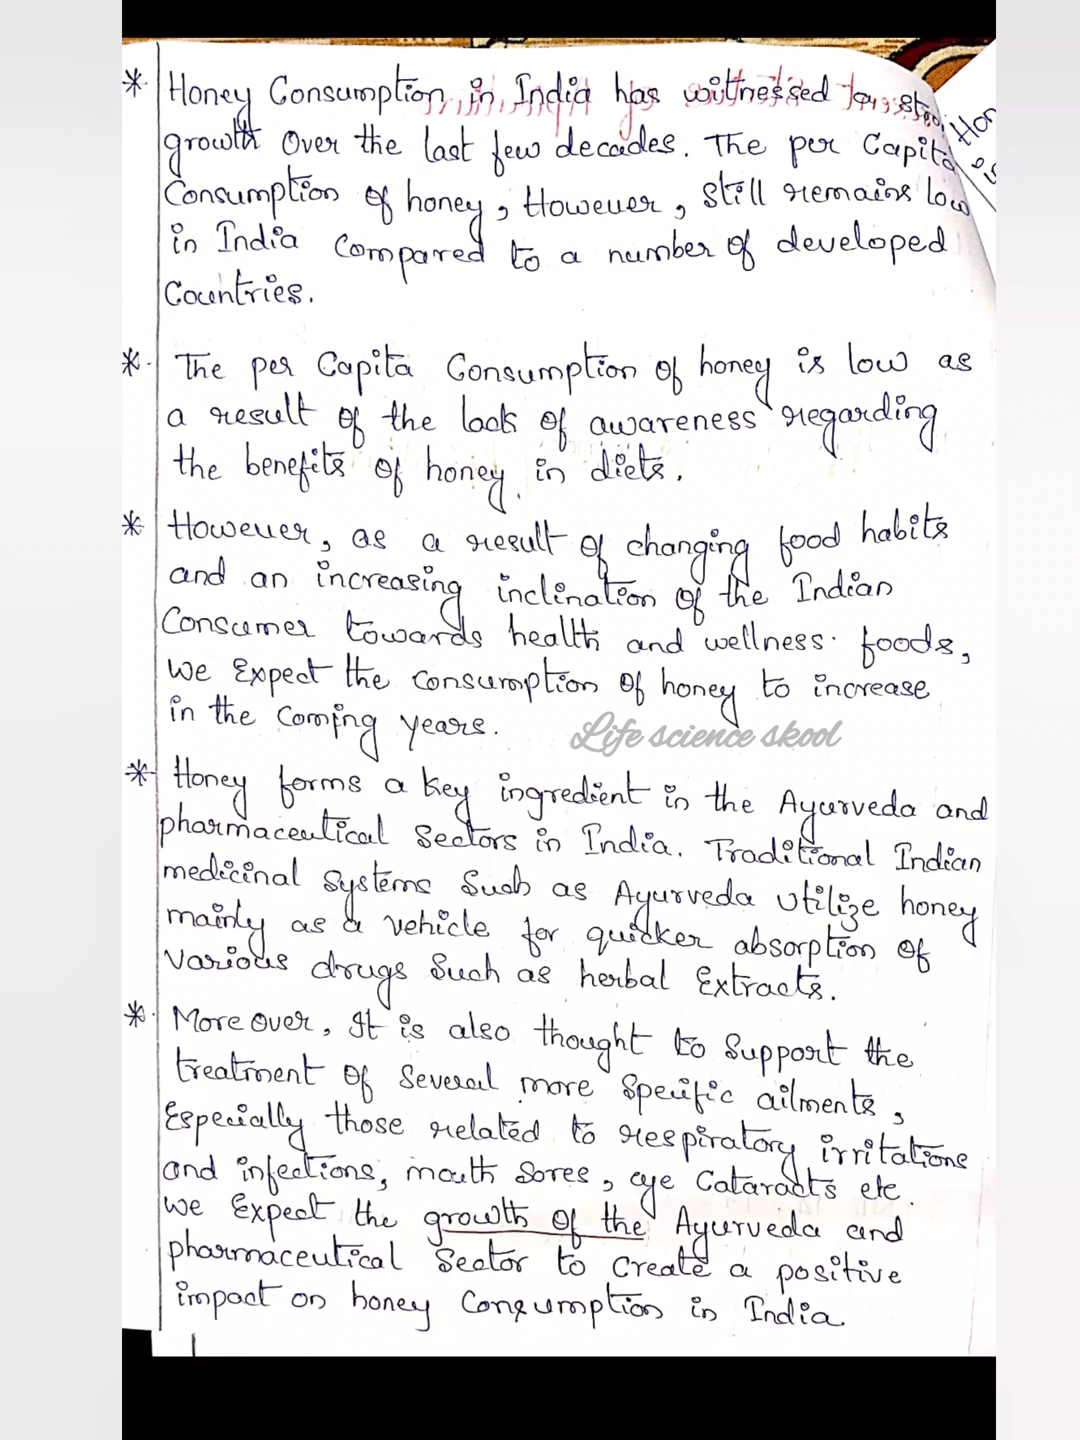 * Honey Consumption in India has witnessed a
growth Over the last few decades. The per Capita
Consumption of honey, However, still remains low
in India Compared to a number of developed
Countries.
* The per Capita Consumption of honey is low as
a result of the lack of awareness regarding
the benefits of honey in diets.
* However, as a result of changing food habits
and an increasing inclination of the Indian
Consumer towards health and wellness foods,
we Expect the consumption of honey to increase
in the coming years.
Life science skool
* Honey forms a key ingredient in the Ayurveda and
pharmaceutical Sectors in India. Traditional Indian
medicinal systems Such as Ayurveda utilize honey
mainly as a vehicle for quicker absorption of
various drugs Such as herbal Extracts.
* More over, It is also thought to Support the
treatment of Several more Specific ailments,
Especially those related to respiratory irritations
and infections, mouth sores, eye Cataracts etc.
we Expect the growth of the Ayurveda and
pharmaceutical Sector to Create a positive
impact on honey Consumption in India